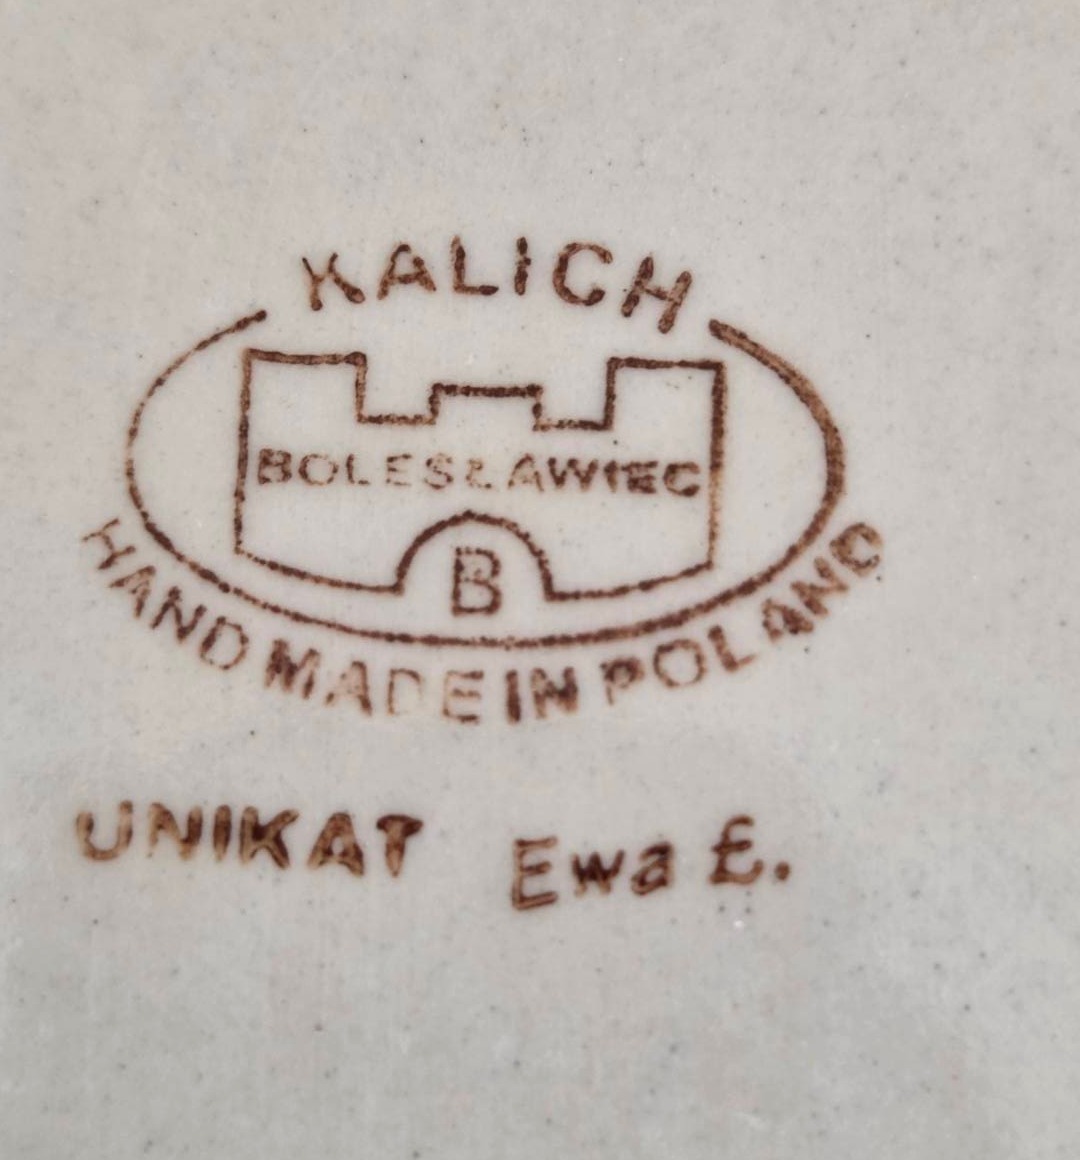 KALICH
BOLESŁAWIEC
B
HAND MADE IN POLAND
UNIKAT Ewa Ł.